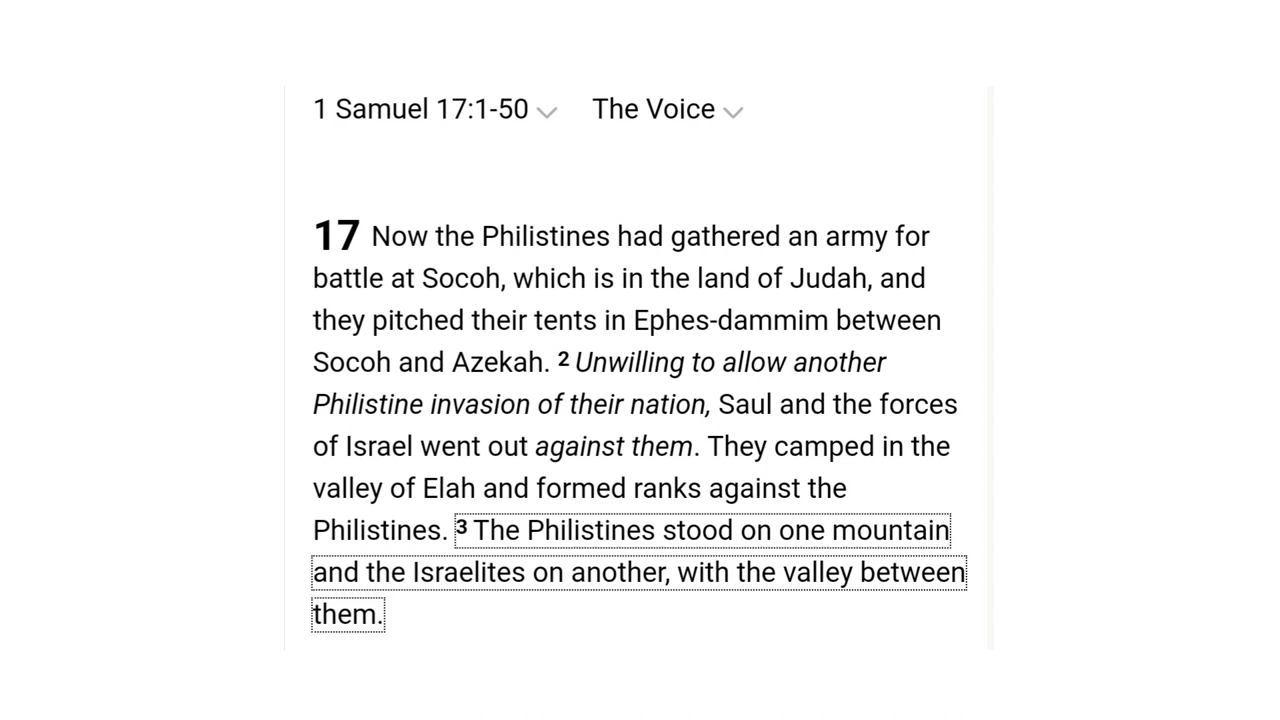 1 Samuel 17:1-50 The Voice
17 Now the Philistines had gathered an army for
battle at Socoh, which is in the land of Judah, and
they pitched their tents in Ephes-dammim between
Socoh and Azekah. 2 Unwilling to allow another
Philistine invasion of their nation, Saul and the forces
of Israel went out against them. They camped in the
valley of Elah and formed ranks against the
Philistines. 3 The Philistines stood on one mountain
and the Israelites on another, with the valley between
them.